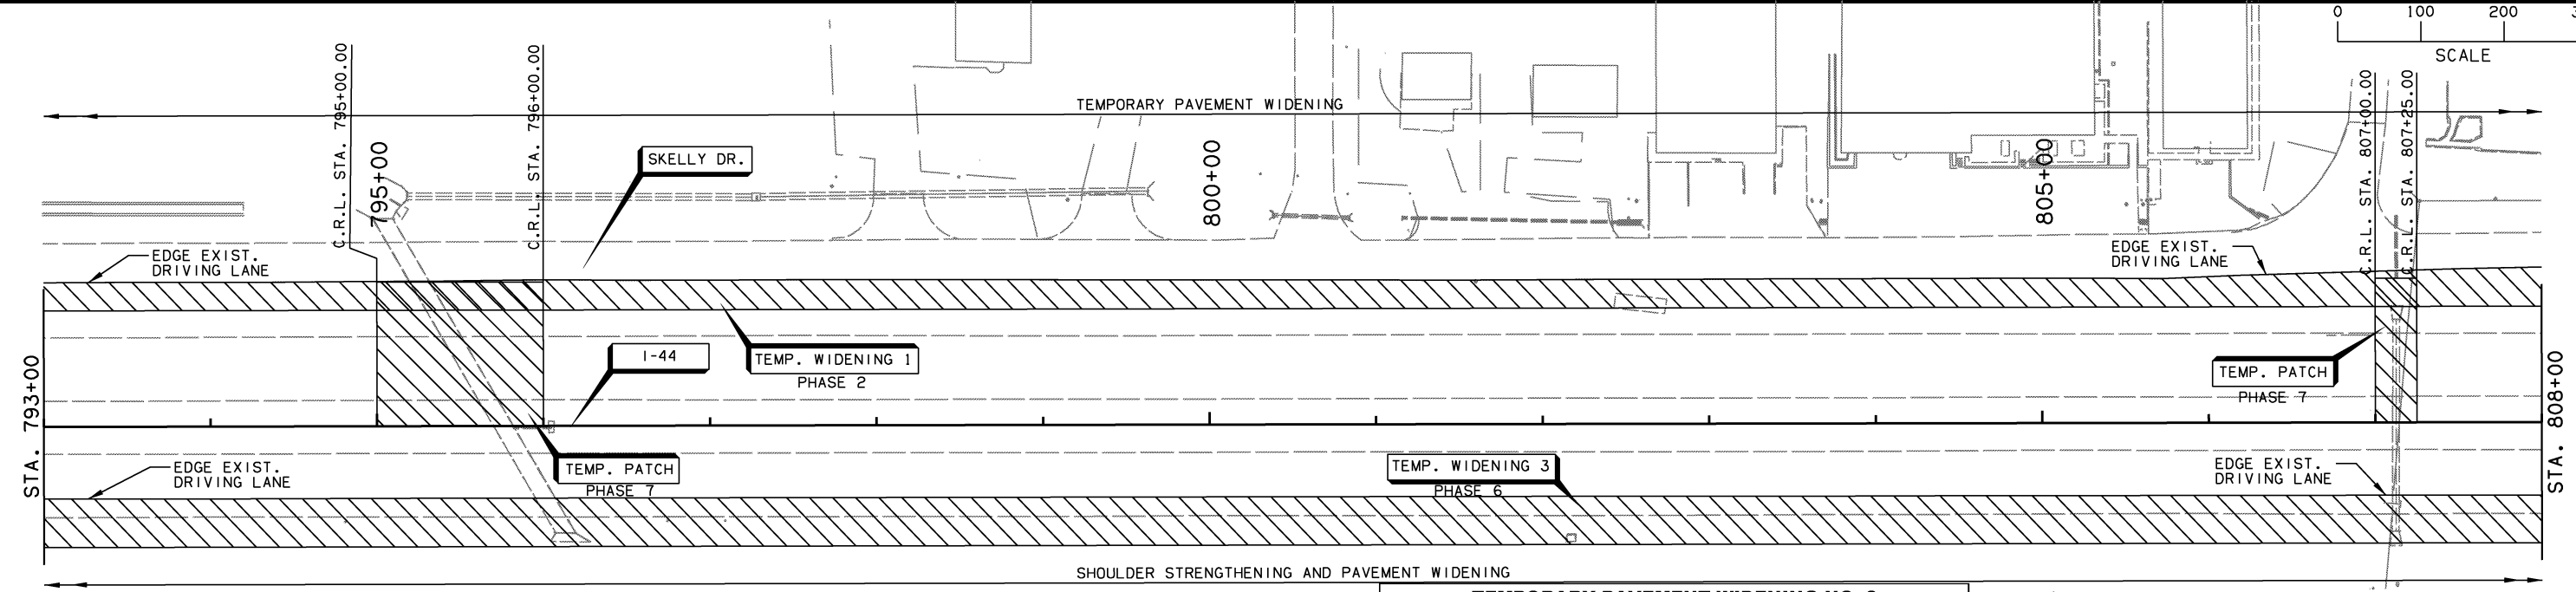 0 100 200
SCALE
TEMPORARY PAVEMENT WIDENING
C.R.L. STA. 795+00.00
795+00
C.R.L. STA. 796+00.00
SKELLY DR.
800+00
805+00
C.R.L. STA. 807+00.00
C.R.L. STA. 807+25.00
EDGE EXIST.
DRIVING LANE
EDGE EXIST.
DRIVING LANE
STA. 793+00
I-44
TEMP. WIDENING 1
PHASE 2
TEMP. PATCH
PHASE 7
STA. 808+00
EDGE EXIST.
DRIVING LANE
TEMP. PATCH
PHASE 7
TEMP. WIDENING 3
PHASE 6
EDGE EXIST.
DRIVING LANE
SHOULDER STRENGTHENING AND PAVEMENT WIDENING